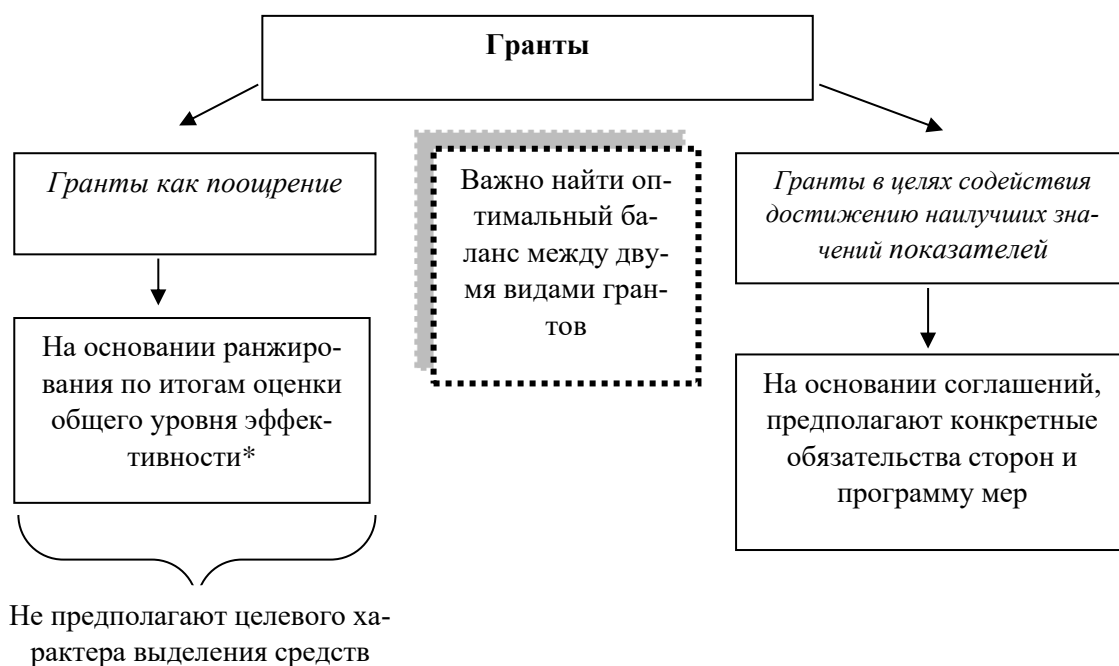 Гранты
Гранты как поощрение
На основании ранжиро-
вания по итогам оценки
общего уровня эффек-
тивности*
Не предполагают целевого ха-
рактера выделения средств
Важно найти оп-
тимальный ба-
ланс между дву-
мя видами гран-
тов
Гранты в целях содействия
достижению наилучших зна-
чений показателей
На основании соглашений,
предполагают конкретные
обязательства сторон и
программу мер